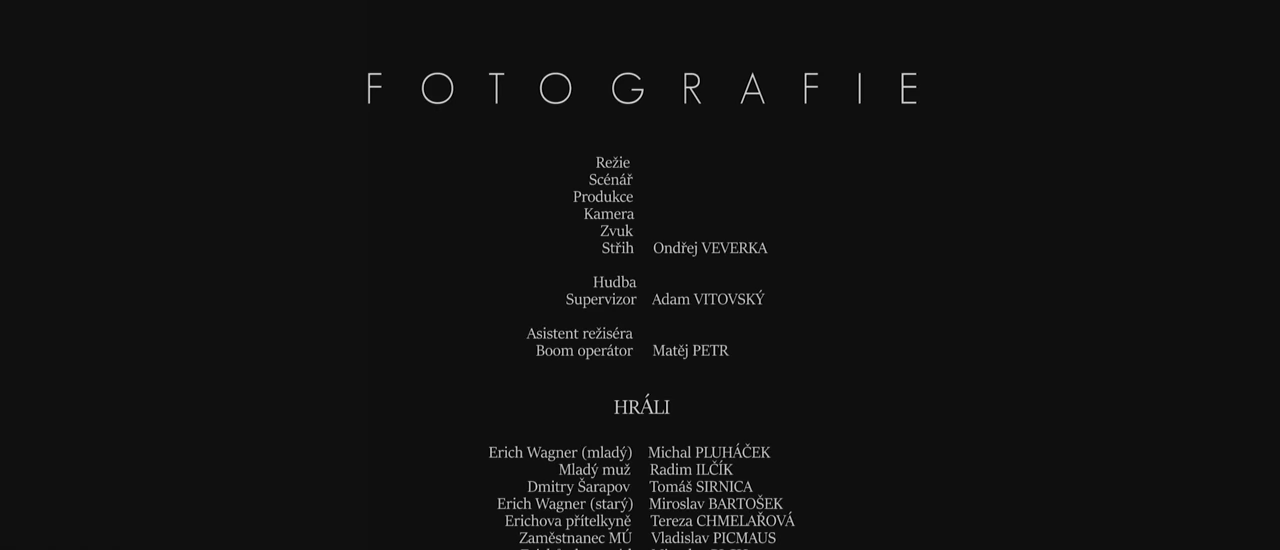 FOTOGRAFIE
Režie
Scénář
Produkce
Kamera
Zvuk
Střih Ondřej VEVERKA
Hudba
Supervizor Adam VITOVSKÝ
Asistent režiséra
Boom operátor Matěj PETR
HRÁLI
Erich Wagner (mladý) Michal PLUHÁČEK
Mladý muž Radim ILČÍK
Dmitry Šarapov Tomáš SIRNICA
Erich Wagner (starý) Miroslav BARTOŠEK
Erichova přítelkyně Tereza CHMELAŘOVÁ
Zaměstnanec MÚ Vladislav PICMAUS